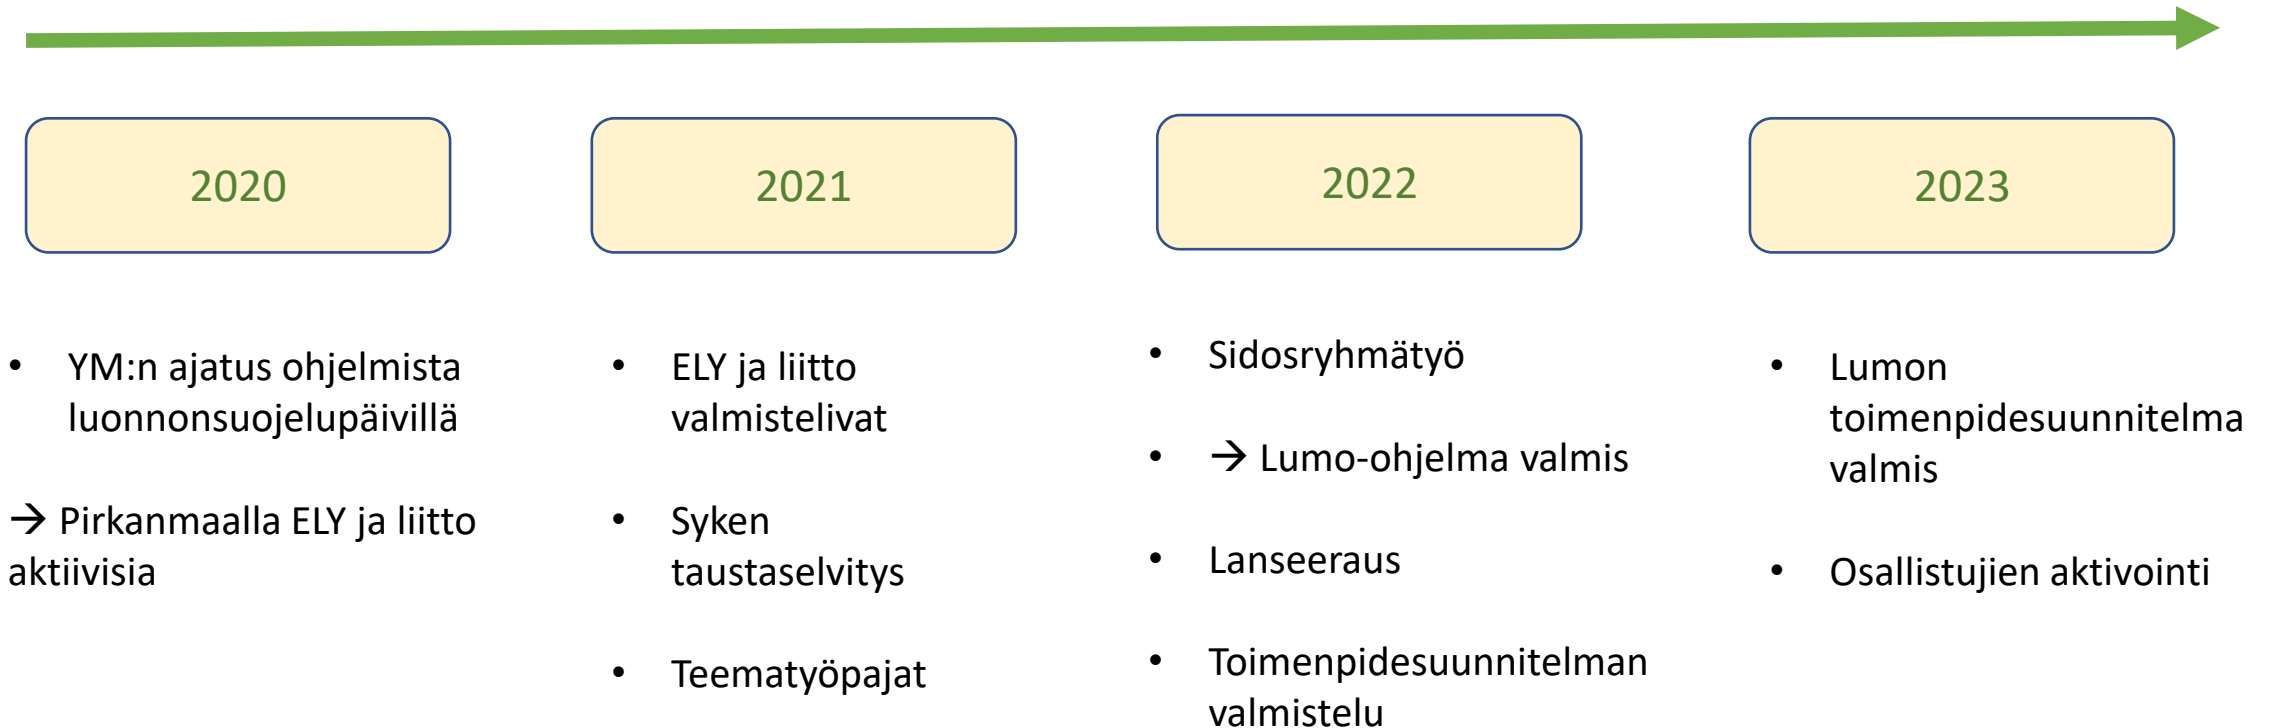 2020
2021
2022
2023
• YM:n ajatus ohjelmista
luonnonsuojelupäivillä
→ Pirkanmaalla ELY ja liitto
aktiivisia
• ELY ja liitto
valmistelivat
• Syken
taustaselvitys
• Teematyöpajat
• Sidosryhmätyö
• → Lumo-ohjelma valmis
• Lanseeraus
• Toimenpidesuunnitelman
valmistelu
• Lumon
toimenpidesuunnitelma
valmis
• Osallistujien aktivointi